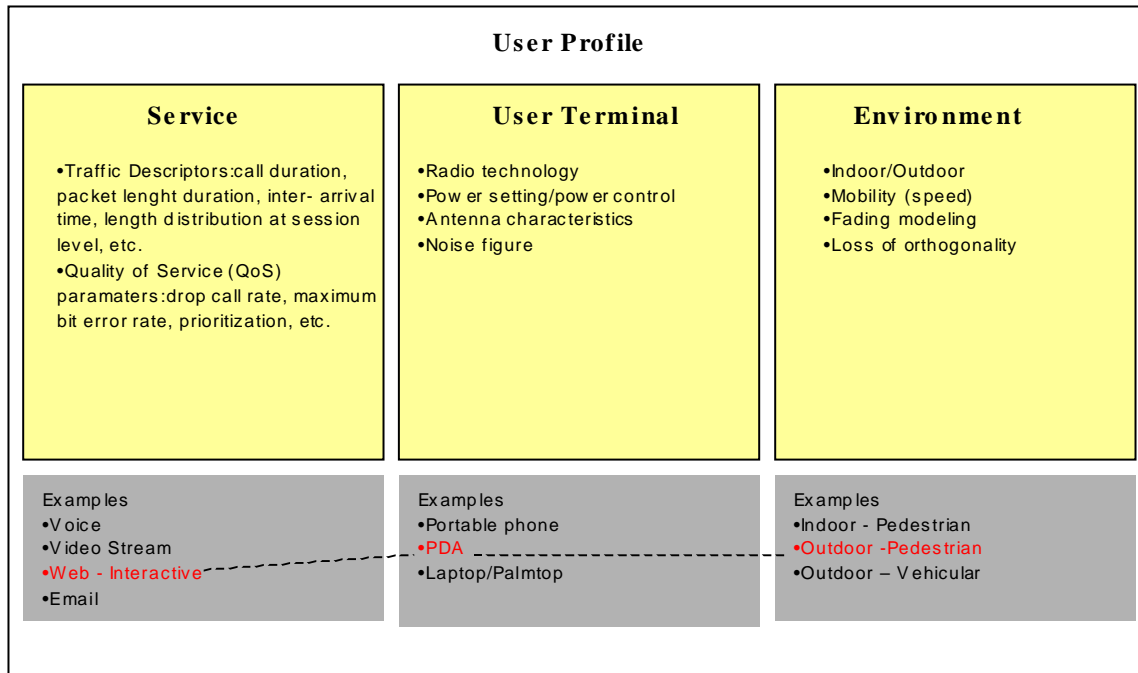 User Profile
Service
•Traffic Descriptors:call duration,
packet lenght duration, inter- arrival
time, length distribution at session
level, etc.
•Quality of Service (QoS)
paramaters:drop call rate, maximum
bit error rate, prioritization, etc.
User Terminal
•Radio technology
•Power setting/power control
•Antenna characteristics
•Noise figure
Environment
•Indoor/Outdoor
•Mobility (speed)
•Fading modeling
•Loss of orthogonality
Examples
•Voice
•Video Stream
•Web - Interactive
•Email
Examples
•Portable phone
•PDA
•Laptop/Palmtop
Examples
•Indoor - Pedestrian
•Outdoor -Pedestrian
•Outdoor – Vehicular